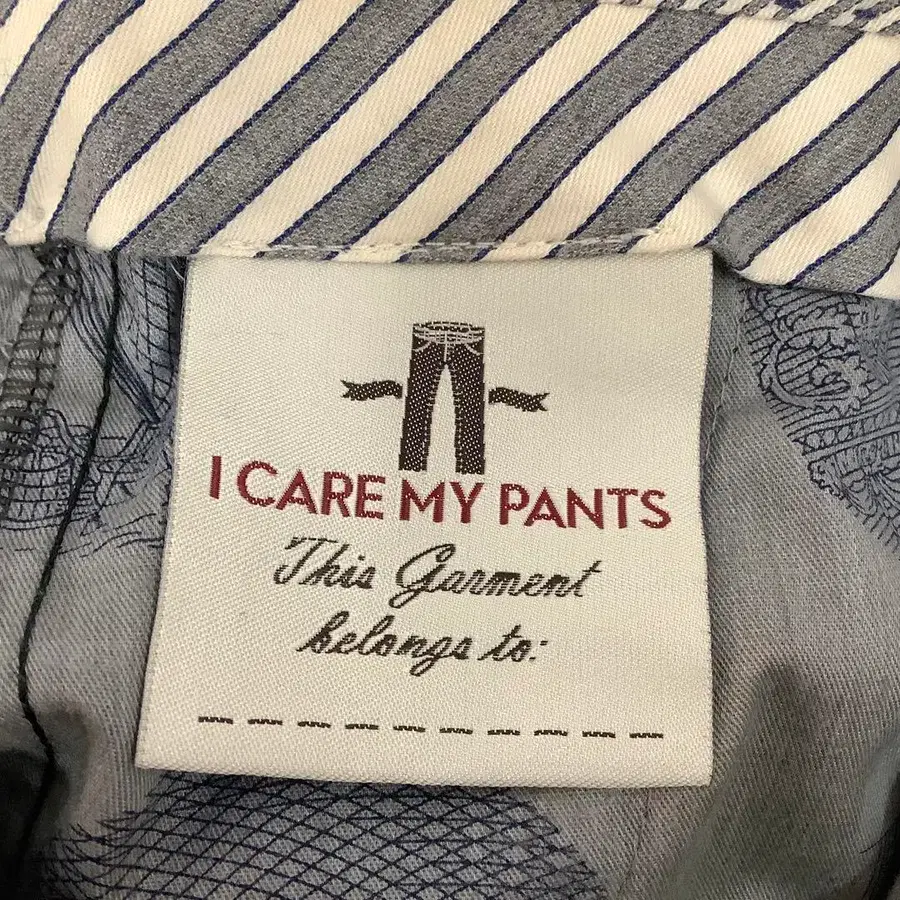 I CARE MY PANTS
This Garment
belongs to: